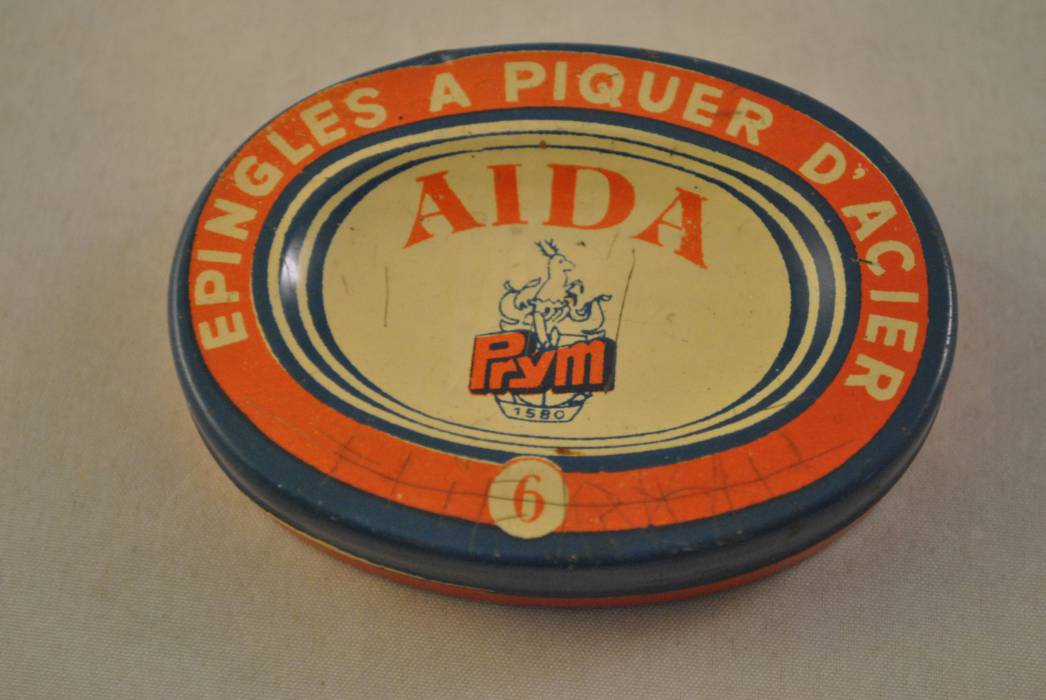 EPINGLES A PIQUER D'ACIER
AIDA
Prym
1580
6